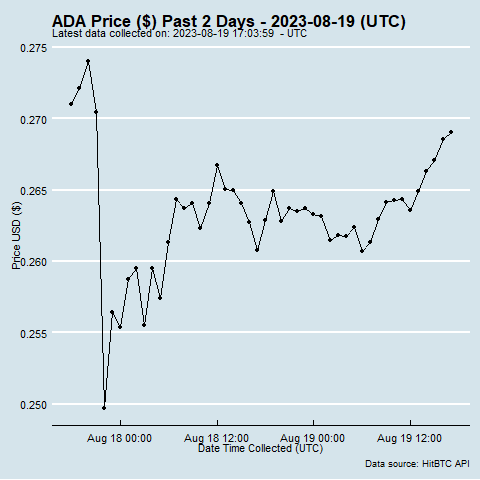 ADA Price ($) Past 2 Days - 2023-08-19 (UTC)
Latest data collected on: 2023-08-19 17:03:59 - UTC
0.275
0.270
0.265
0.260
0.255
0.250
Price USD ($)
Aug 18 00:00 Aug 18 12:00 Aug 19 00:00 Aug 19 12:00
Date Time Collected (UTC)
Data source: HitBTC API